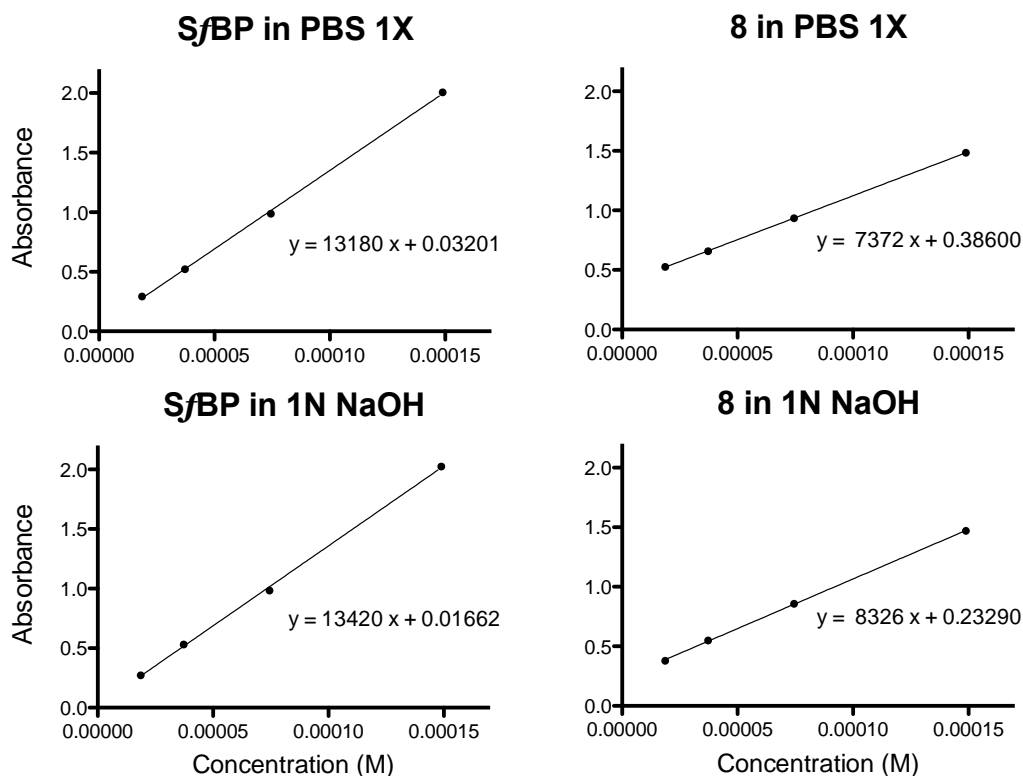 SfBP in PBS 1X
Absorbance
2.0
1.5
1.0
0.5
0.0
y = 13180 x + 0.03201
0.00000 0.00005 0.00010 0.00015
8 in PBS 1X
2.0
1.5
1.0
0.5
0.0
y = 7372 x + 0.38600
0.00000 0.00005 0.00010 0.00015
SfBP in 1N NaOH
Absorbance
2.0
1.5
1.0
0.5
0.0
y = 13420 x + 0.01662
0.00000 0.00005 0.00010 0.00015
Concentration (M)
8 in 1N NaOH
2.0
1.5
1.0
0.5
0.0
y = 8326 x + 0.23290
0.00000 0.00005 0.00010 0.00015
Concentration (M)